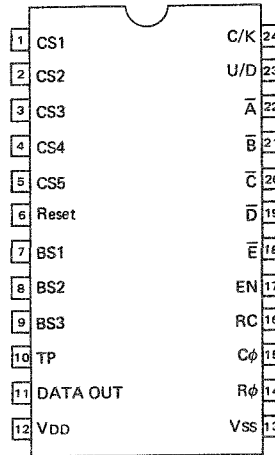 1 CS1 C/K 24
2 CS2 U/D 23
3 CS3 A̅ 22
4 CS4 B̅ 21
5 CS5 C̅ 20
6 Reset D̅ 19
7 BS1 E̅ 18
8 BS2 EN 17
9 BS3 RC 16
10 TP Cϕ 15
11 DATA OUT Rϕ 14
12 VDD VSS 13